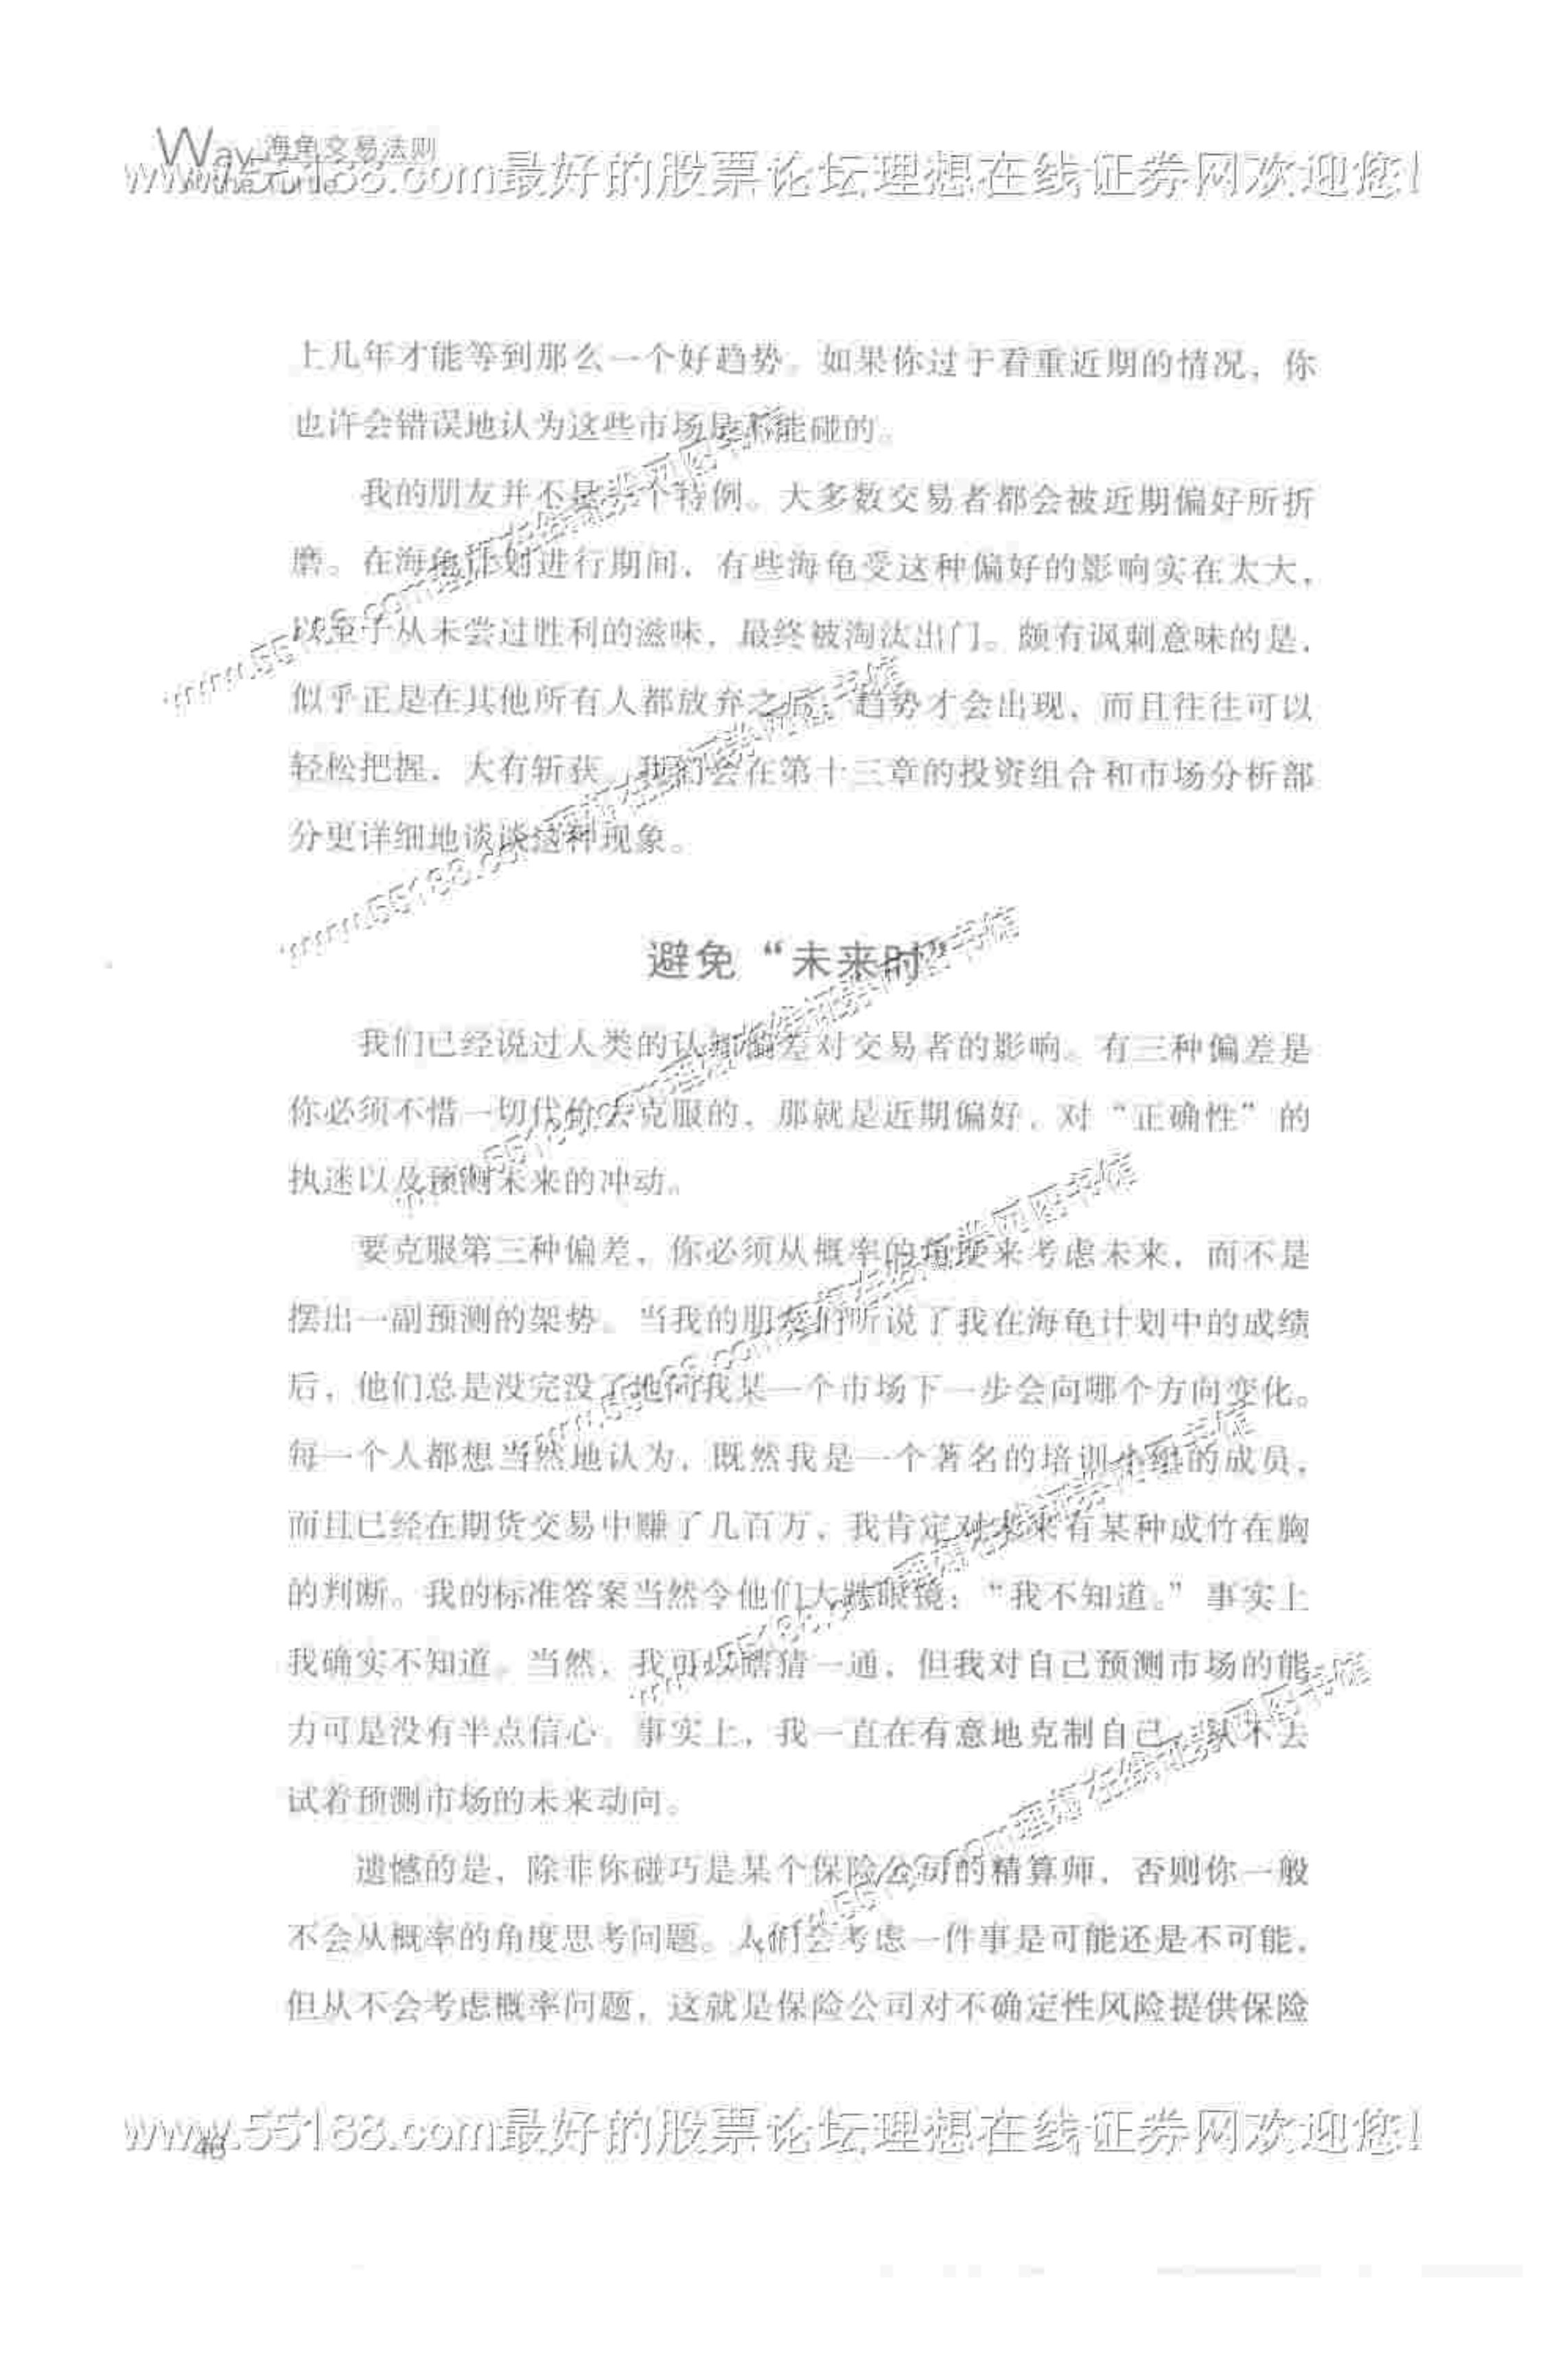 Way 海龟交易法则
www.55188.com最好的股票论坛理想在线证券网欢迎您!
上几年才能等到那么一个好趋势。如果你过于看重近期的情况，你
也许会错误地认为这些市场是不能碰的。
我的朋友并不是一个特例。大多数交易者都会被近期偏好所折
磨。在海龟计划进行期间，有些海龟受这种偏好的影响实在太大，
以至于从未尝过胜利的滋味，最终被淘汰出门。颇有讽刺意味的是，
似乎正是在其他所有人都放弃之后，趋势才会出现，而且往往可以
轻松把握，大有斩获。我们会在第十三章的投资组合和市场分析部
分更详细地谈谈这种现象。
避免“未来时”
我们已经说过人类的认知偏差对交易者的影响。有三种偏差是
你必须不惜一切代价去克服的，那就是近期偏好、对“正确性”的
执迷以及预测未来的冲动。
要克服第三种偏差，你必须从概率的角度来考虑未来，而不是
摆出一副预测的架势。当我的朋友们听说了我在海龟计划中的成绩
后，他们总是没完没了地问我某一个市场下一步会向哪个方向变化。
每一个人都想当然地认为，既然我是一个著名的培训小组的成员，
而且已经在期货交易中赚了几百万，我肯定对未来有某种成竹在胸
的判断。我的标准答案当然令他们大跌眼镜：“我不知道。”事实上
我确实不知道。当然，我可以瞎猜一通，但我对自己预测市场的能
力可是没有半点信心。事实上，我一直在有意地克制自己，从不去
试着预测市场的未来动向。
遗憾的是，除非你碰巧是某个保险公司的精算师，否则你一般
不会从概率的角度思考问题。人们会考虑一件事是可能还是不可能，
但从不会考虑概率问题，这就是保险公司对不确定性风险提供保险
www.55188.com最好的股票论坛理想在线证券网欢迎您!